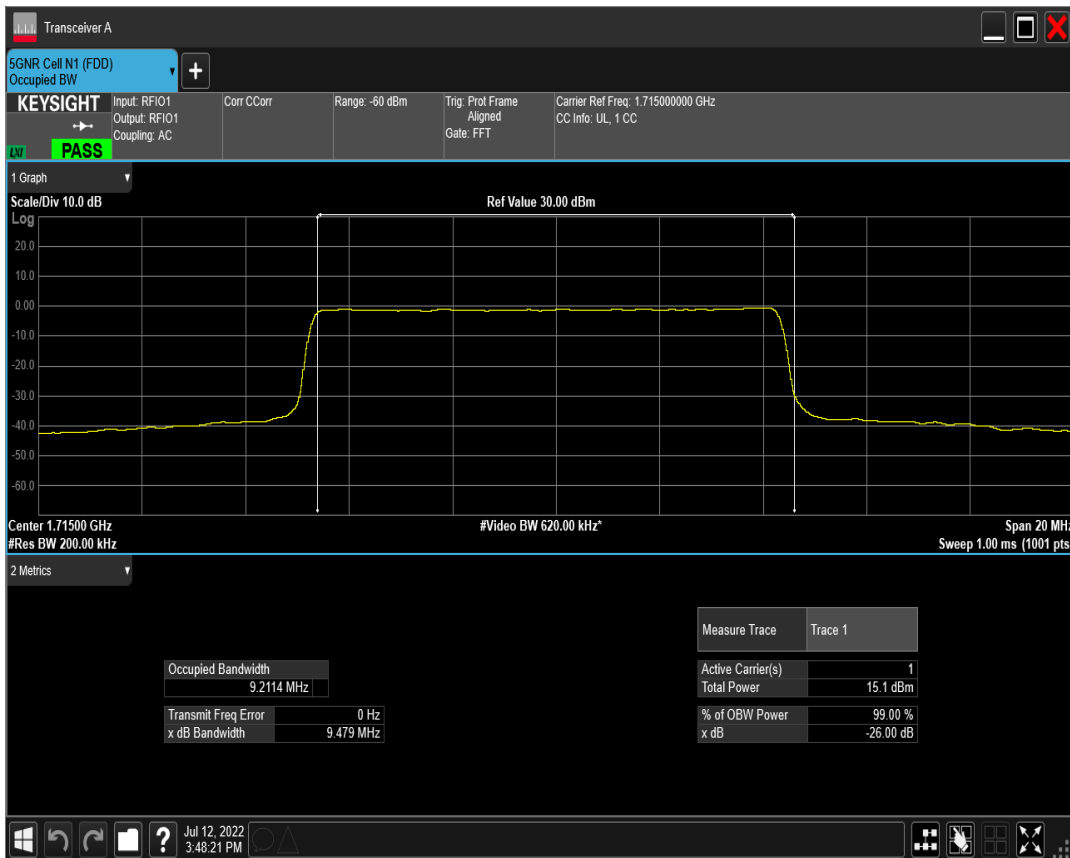 Transceiver A
5GNR Cell N1 (FDD)
Occupied BW
+
KEYSIGHT
LXI
PASS
Input: RFIO1
Output: RFIO1
Coupling: AC
Corr CCorr
Range: -60 dBm
Trig: Prot Frame
Aligned
Gate: FFT
Carrier Ref Freq: 1.715000000 GHz
CC Info: UL, 1 CC
1 Graph
Scale/Div 10.0 dB
Ref Value 30.00 dBm
Log
20.0
10.0
0.00
-10.0
-20.0
-30.0
-40.0
-50.0
-60.0
Center 1.71500 GHz
#Video BW 620.00 kHz*
Span 20 MHz
#Res BW 200.00 kHz
Sweep 1.00 ms (1001 pts
2 Metrics
Measure Trace Trace 1
Occupied Bandwidth
9.2114 MHz
Active Carrier(s) 1
Total Power 15.1 dBm
Transmit Freq Error 0 Hz
x dB Bandwidth 9.479 MHz
% of OBW Power 99.00 %
x dB -26.00 dB
?
Jul 12, 2022
3:48:21 PM